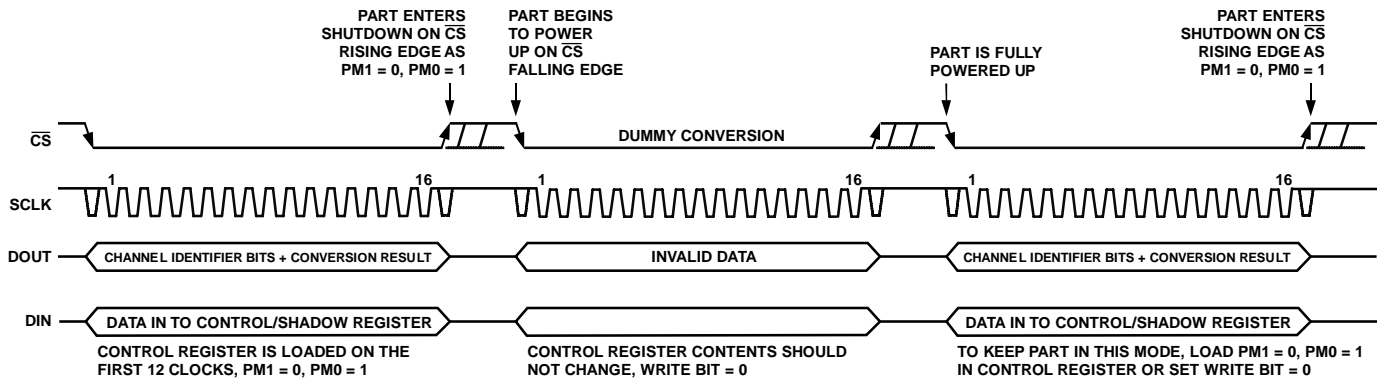 PART ENTERS
SHUTDOWN ON CS
RISING EDGE AS
PM1 = 0, PM0 = 1
PART BEGINS
TO POWER
UP ON CS
FALLING EDGE
PART IS FULLY
POWERED UP
PART ENTERS
SHUTDOWN ON CS
RISING EDGE AS
PM1 = 0, PM0 = 1
CS
DUMMY CONVERSION
SCLK
1
16
1
16
1
16
DOUT
CHANNEL IDENTIFIER BITS + CONVERSION RESULT
INVALID DATA
CHANNEL IDENTIFIER BITS + CONVERSION RESULT
DIN
DATA IN TO CONTROL/SHADOW REGISTER
DATA IN TO CONTROL/SHADOW REGISTER
CONTROL REGISTER IS LOADED ON THE
FIRST 12 CLOCKS, PM1 = 0, PM0 = 1
CONTROL REGISTER CONTENTS SHOULD
NOT CHANGE, WRITE BIT = 0
TO KEEP PART IN THIS MODE, LOAD PM1 = 0, PM0 = 1
IN CONTROL REGISTER OR SET WRITE BIT = 0